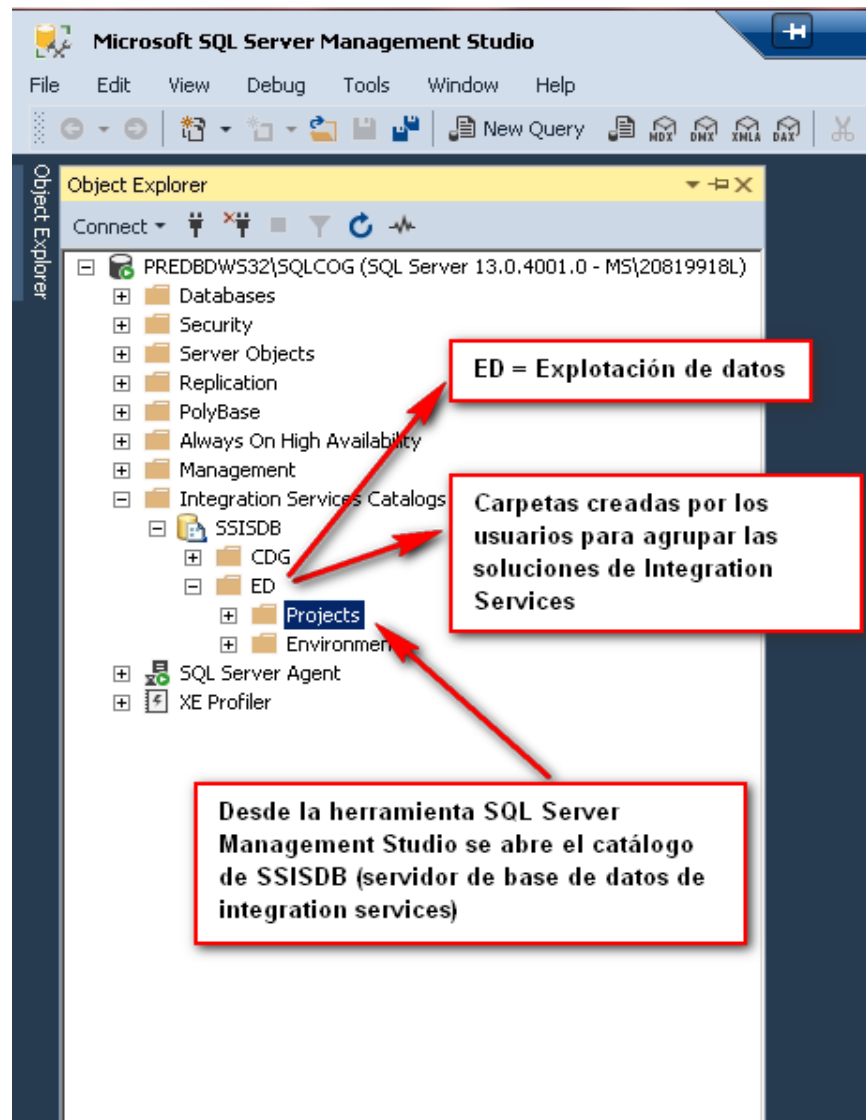 Microsoft SQL Server Management Studio
File Edit View Debug Tools Window Help
New Query MDX DMX XMLA DAX
Object Explorer
Object Explorer
Connect
PREDBDWS32\SQLCOG (SQL Server 13.0.4001.0 - MS\20819918L)
Databases
Security
Server Objects
Replication
PolyBase
Always On High Availability
Management
Integration Services Catalogs
SSISDB
CDG
ED
Projects
Environmen
SQL Server Agent
XE Profiler
ED = Explotación de datos
Carpetas creadas por los
usuarios para agrupar las
soluciones de Integration
Services
Desde la herramienta SQL Server
Management Studio se abre el catálogo
de SSISDB (servidor de base de datos de
integration services)